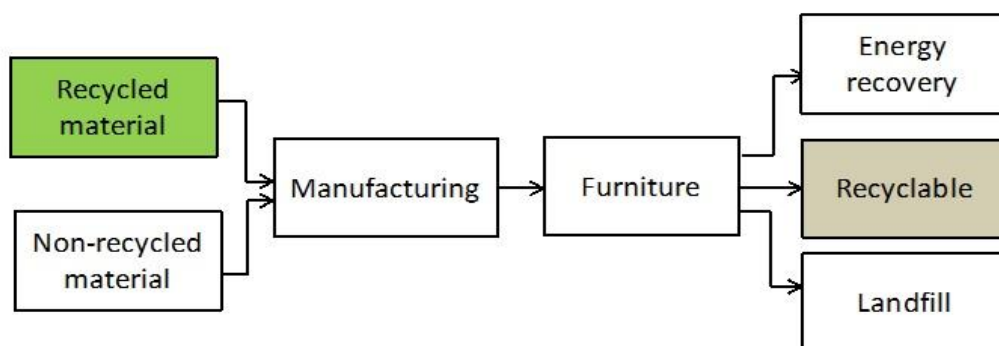 Recycled
material
Non-recycled
material
Manufacturing
Furniture
Energy
recovery
Recyclable
Landfill